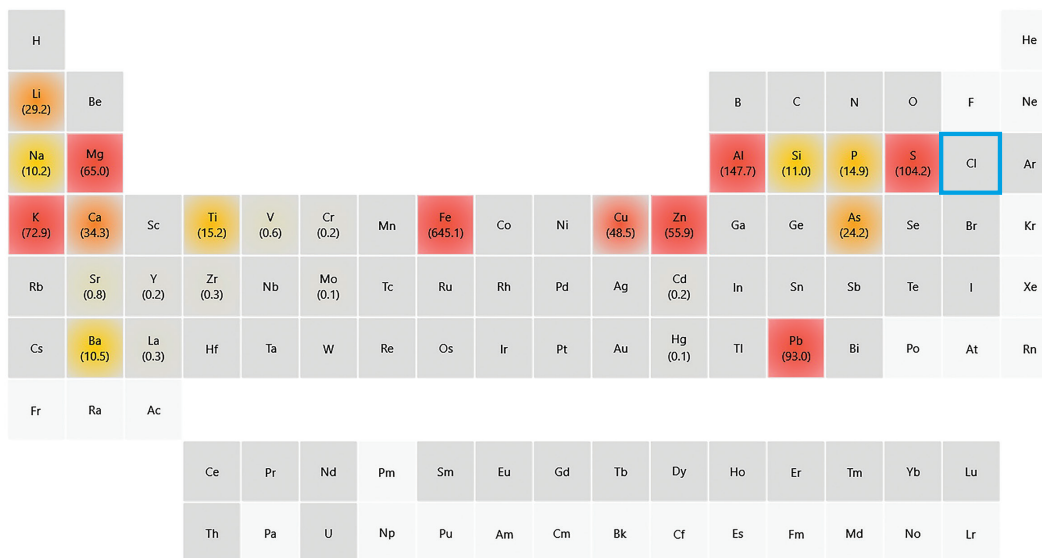 H He
Li Be B C N O F Ne
(29.2)
Na Mg Al Si P S Cl Ar
(10.2) (65.0) (147.7) (11.0) (14.9) (104.2)
K Ca Sc Ti V Cr Mn Fe Co Ni Cu Zn Ga Ge As Se Br Kr
(72.9) (34.3) (15.2) (0.6) (0.2) (645.1) (48.5) (55.9) (24.2)
Rb Sr Y Zr Nb Mo Tc Ru Rh Pd Ag Cd In Sn Sb Te I Xe
(0.8) (0.2) (0.3) (0.1) (0.2)
Cs Ba La Hf Ta W Re Os Ir Pt Au Hg Tl Pb Bi Po At Rn
(10.5) (0.3) (0.1) (93.0)
Fr Ra Ac
Ce Pr Nd Pm Sm Eu Gd Tb Dy Ho Er Tm Yb Lu
Th Pa U Np Pu Am Cm Bk Cf Es Fm Md No Lr